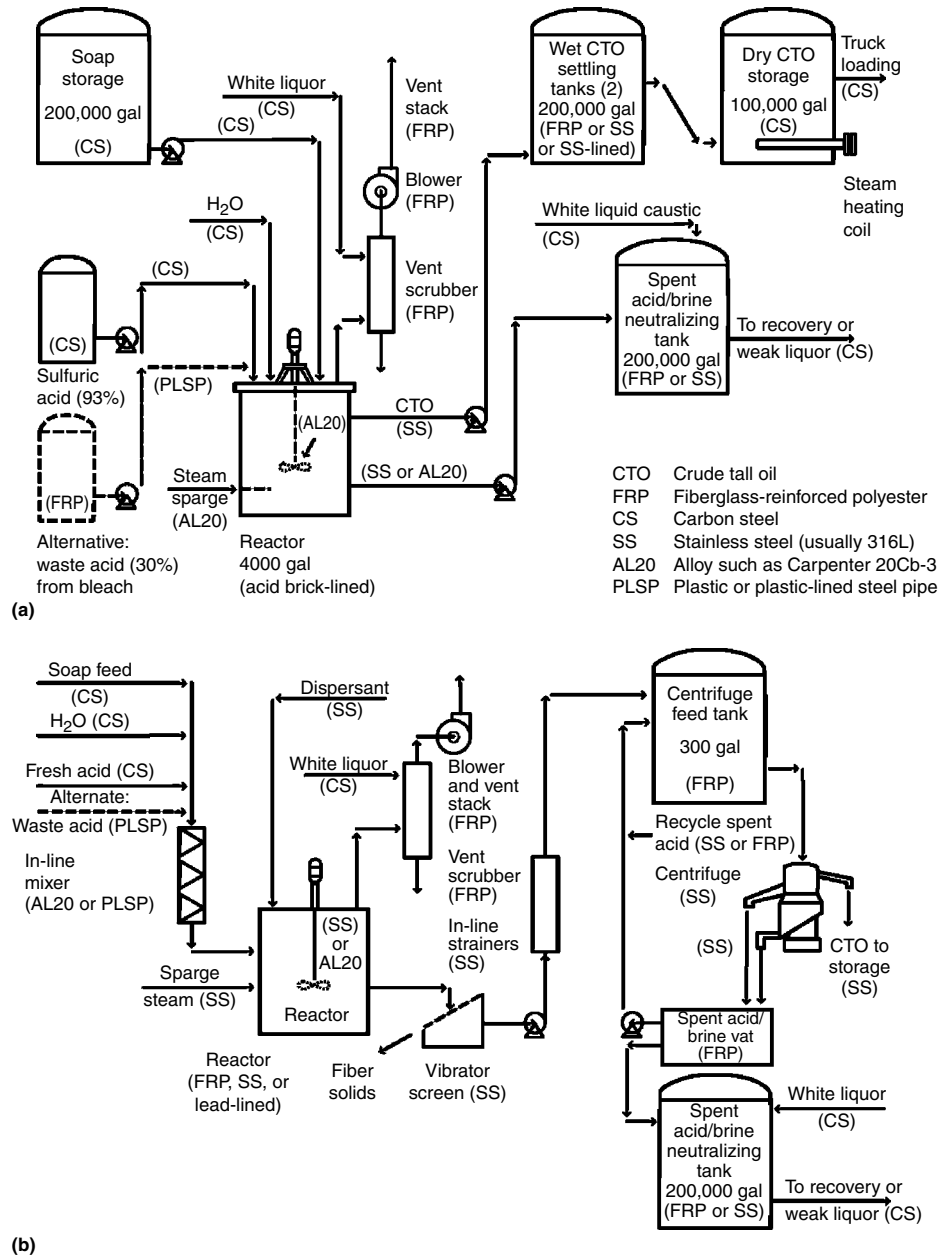 Soap
storage
200,000 gal
(CS)
White liquor
(CS)
(CS)
Vent
stack
(FRP)
Blower
(FRP)
Vent
scrubber
(FRP)
Wet CTO
settling
tanks (2)
200,000 gal
(FRP or SS
or SS-lined)
Dry CTO
storage
100,000 gal
(CS)
Truck
loading
(CS)
Steam
heating
coil
H2O
(CS)
(CS)
(CS)
Sulfuric
acid (93%)
(PLSP)
(FRP)
Alternative:
waste acid (30%)
from bleach
Steam
sparge
(AL20)
(AL20)
Reactor
4000 gal
(acid brick-lined)
CTO
(SS)
(SS or AL20)
White liquid caustic
(CS)
Spent
acid/brine
neutralizing
tank
200,000 gal
(FRP or SS)
To recovery or
weak liquor (CS)
CTO Crude tall oil
FRP Fiberglass-reinforced polyester
CS Carbon steel
SS Stainless steel (usually 316L)
AL20 Alloy such as Carpenter 20Cb-3
PLSP Plastic or plastic-lined steel pipe
(a)
Soap feed
(CS)
H2O (CS)
Fresh acid (CS)
Alternate:
Waste acid (PLSP)
In-line
mixer
(AL20 or PLSP)
Sparge
steam (SS)
Dispersant
(SS)
White liquor
(CS)
Blower
and vent
stack
(FRP)
Vent
scrubber
(FRP)
In-line
strainers
(SS)
(SS)
or
AL20
Reactor
Reactor
(FRP, SS, or
lead-lined)
Fiber
solids
Vibrator
screen (SS)
Centrifuge
feed tank
300 gal
(FRP)
Recycle spent
acid (SS or FRP)
Centrifuge
(SS)
(SS)
CTO to
storage
(SS)
Spent acid/
brine vat
(FRP)
Spent
acid/brine
neutralizing
tank
200,000 gal
(FRP or SS)
White liquor
(CS)
To recovery or
weak liquor (CS)
(b)